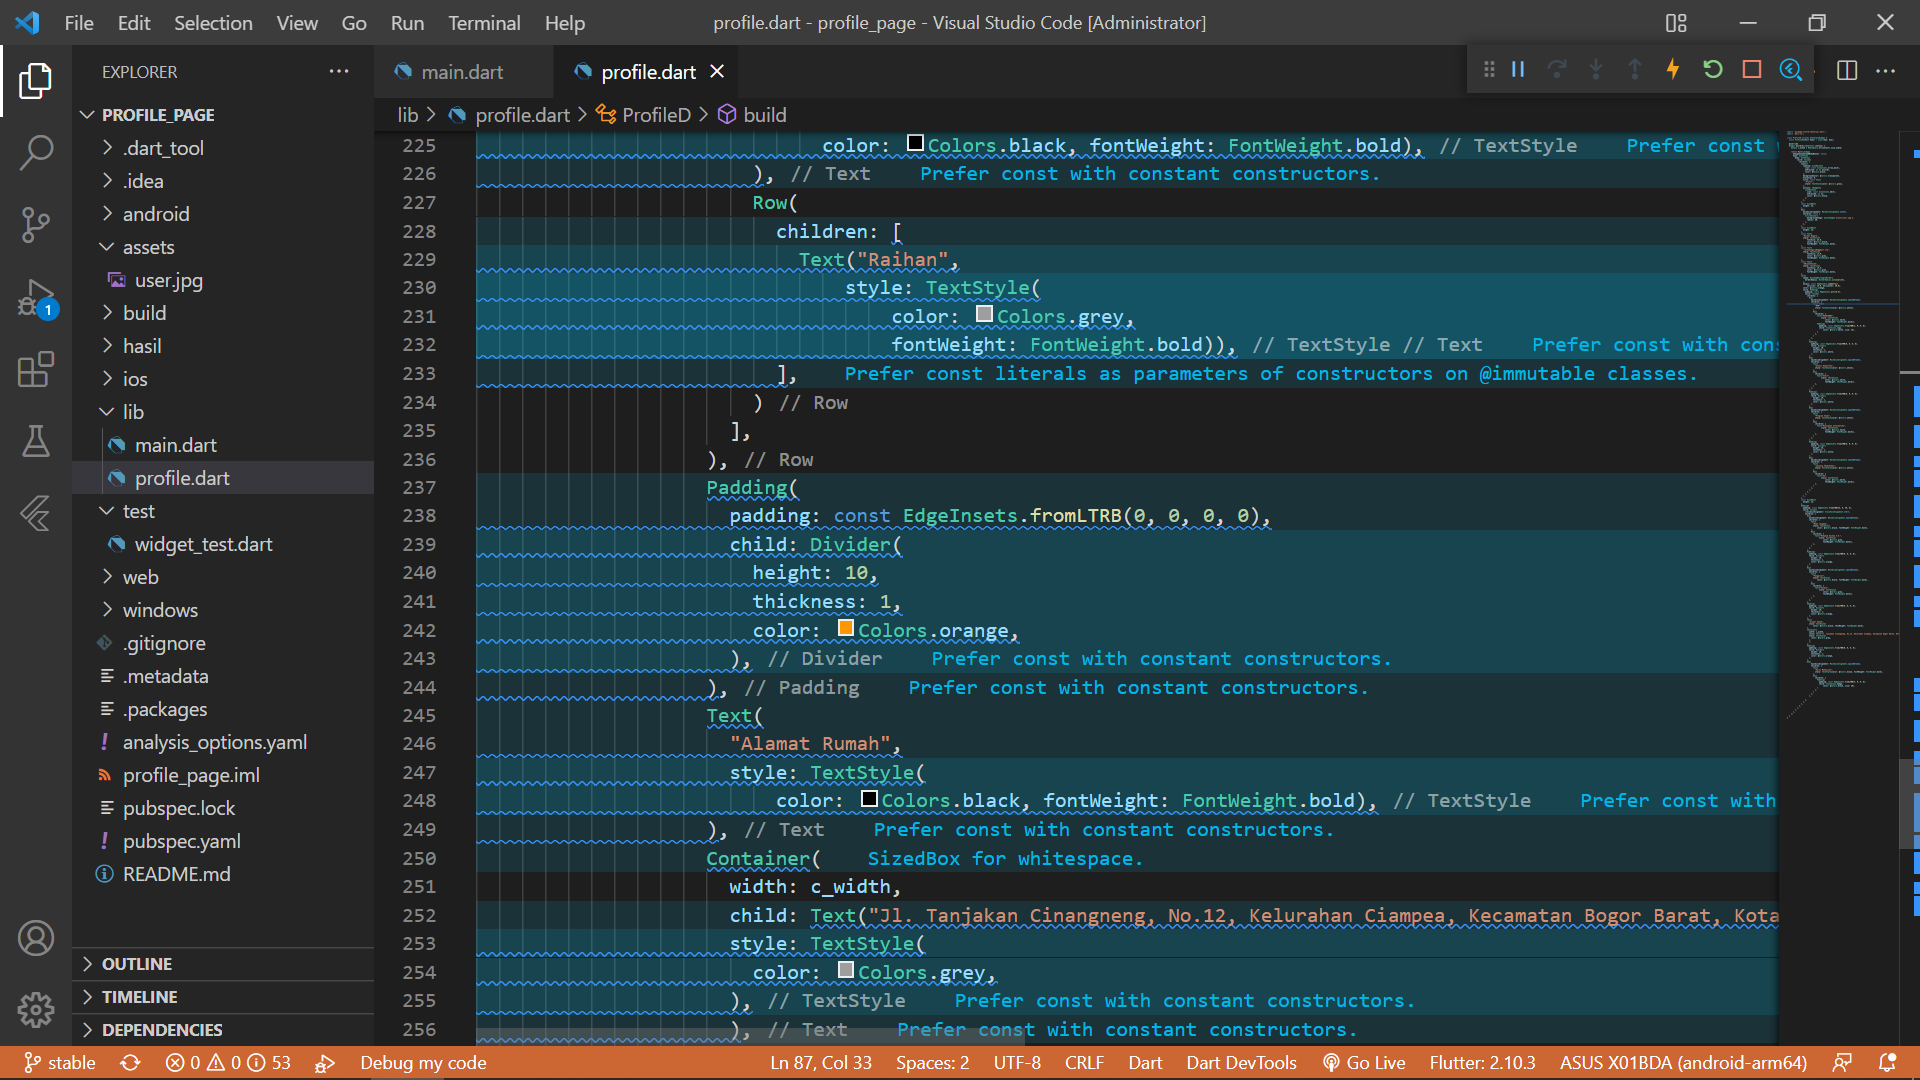 File Edit Selection View Go Run Terminal Help
profile.dart - profile_page - Visual Studio Code [Administrator]
EXPLORER
PROFILE_PAGE
.dart_tool
.idea
android
assets
user.jpg
build
hasil
ios
lib
main.dart
profile.dart
test
widget_test.dart
web
windows
.gitignore
.metadata
.packages
analysis_options.yaml
profile_page.iml
pubspec.lock
pubspec.yaml
README.md
OUTLINE
TIMELINE
DEPENDENCIES
1
main.dart
profile.dart
lib > profile.dart > ProfileD > build
225 color: Colors.black, fontWeight: FontWeight.bold), // TextStyle Prefer const
226 ), // Text Prefer const with constant constructors.
227 Row(
228 children: [
229 Text("Raihan",
230 style: TextStyle(
231 color: Colors.grey,
232 fontWeight: FontWeight.bold)), // TextStyle // Text Prefer const with con
233 ], Prefer const literals as parameters of constructors on @immutable classes.
234 ) // Row
235 ],
236 ), // Row
237 Padding(
238 padding: const EdgeInsets.fromLTRB(0, 0, 0, 0),
239 child: Divider(
240 height: 10,
241 thickness: 1,
242 color: Colors.orange,
243 ), // Divider Prefer const with constant constructors.
244 ), // Padding Prefer const with constant constructors.
245 Text(
246 "Alamat Rumah",
247 style: TextStyle(
248 color: Colors.black, fontWeight: FontWeight.bold), // TextStyle Prefer const with
249 ), // Text Prefer const with constant constructors.
250 Container( SizedBox for whitespace.
251 width: c_width,
252 child: Text("Jl. Tanjakan Cinangneng, No.12, Kelurahan Ciampea, Kecamatan Bogor Barat, Kota
253 style: TextStyle(
254 color: Colors.grey,
255 ), // TextStyle Prefer const with constant constructors.
256 ), // Text Prefer const with constant constructors.
stable 0 0 53 Debug my code Ln 87, Col 33 Spaces: 2 UTF-8 CRLF Dart Dart DevTools Go Live Flutter: 2.10.3 ASUS X01BDA (android-arm64)